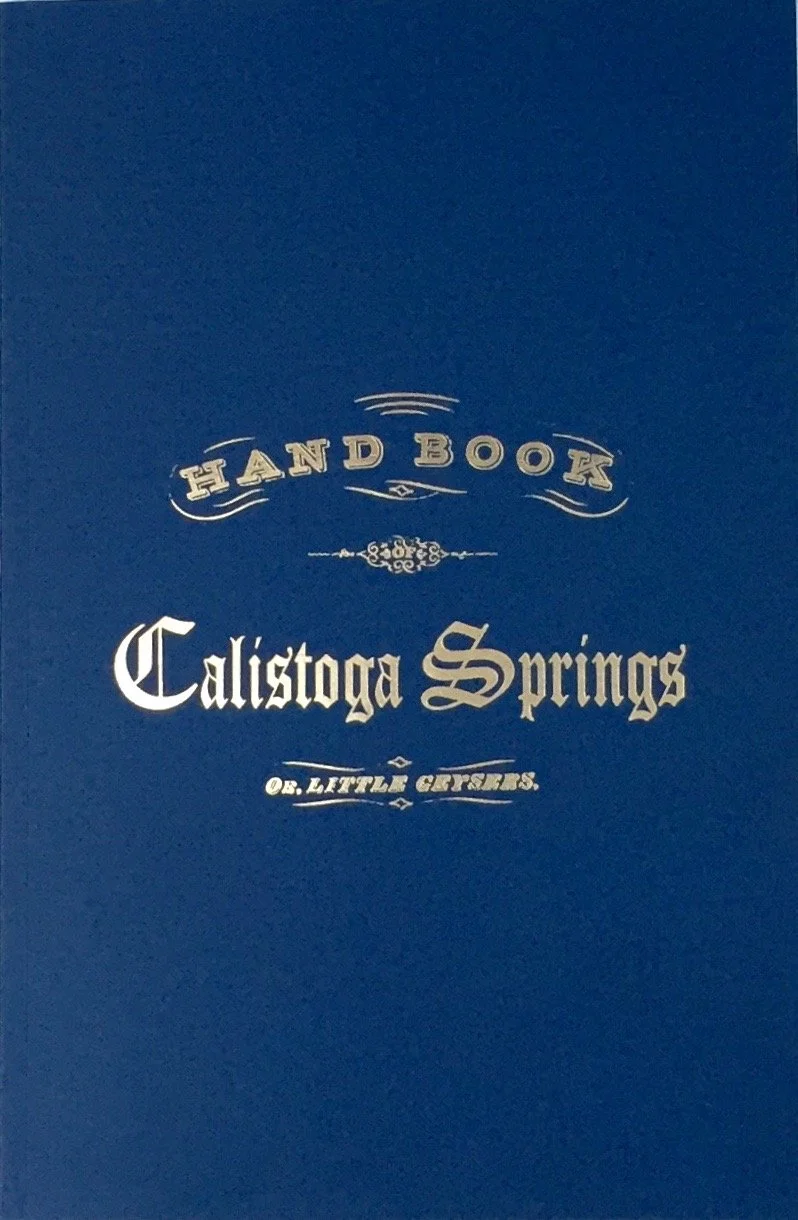 HAND BOOK
OF
Calistoga Springs
OR, LITTLE GEYSERS.